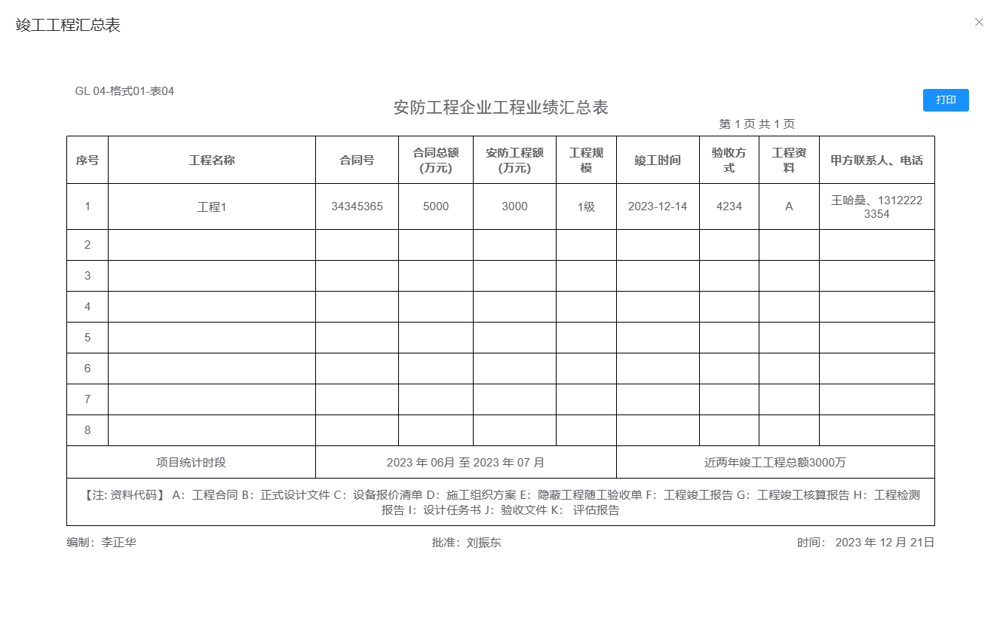 竣工工程汇总表
GL 04-格式01-表04
安防工程企业工程业绩汇总表
打印
第 1 页 共 1 页
序号 工程名称 合同号 合同总额(万元) 安防工程额(万元) 工程规模 竣工时间 验收方式 工程资料 甲方联系人、电话
1 工程1 34345365 5000 3000 1级 2023-12-14 4234 A 王哈桑、13122223354
2
3
4
5
6
7
8
项目统计时段 2023 年 06月 至 2023 年 07 月 近两年竣工工程总额3000万
【注: 资料代码】 A：工程合同 B：正式设计文件 C：设备报价清单 D：施工组织方案 E：隐蔽工程随工验收单 F：工程竣工报告 G：工程竣工核算报告 H：工程检测
报告 I：设计任务书 J：验收文件 K： 评估报告
编制：李正华 批准：刘振东 时间： 2023 年 12 月 21日